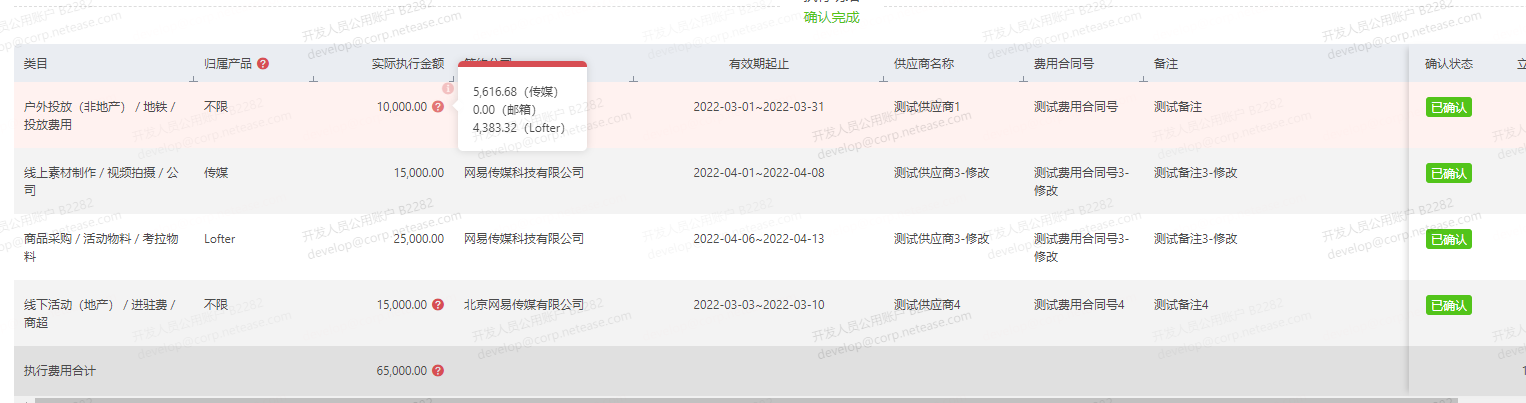 确认完成
类目 归属产品 实际执行金额 有效期起止 供应商名称 费用合同号 备注 确认状态 立
户外投放（非地产）/ 地铁 / 不限 10,000.00 5,616.68（传媒） 2022-03-01~2022-03-31 测试供应商1 测试费用合同号 测试备注 已确认
投放费用 0.00（邮箱）
4,383.32（Lofter）
线上素材制作 / 视频拍摄 / 公 传媒 15,000.00 网易传媒科技有限公司 2022-04-01~2022-04-08 测试供应商3-修改 测试费用合同号3- 测试备注3-修改 已确认
司 修改
商品采购 / 活动物料 / 考拉物 Lofter 25,000.00 网易传媒科技有限公司 2022-04-06~2022-04-13 测试供应商3-修改 测试费用合同号3- 测试备注3-修改 已确认
料 修改
线下活动（地产）/ 进驻费 / 不限 15,000.00 北京网易传媒有限公司 2022-03-03~2022-03-10 测试供应商4 测试费用合同号4 测试备注4 已确认
商超
执行费用合计 65,000.00
开发人员公用账户 B2282
develop@corp.netease.com